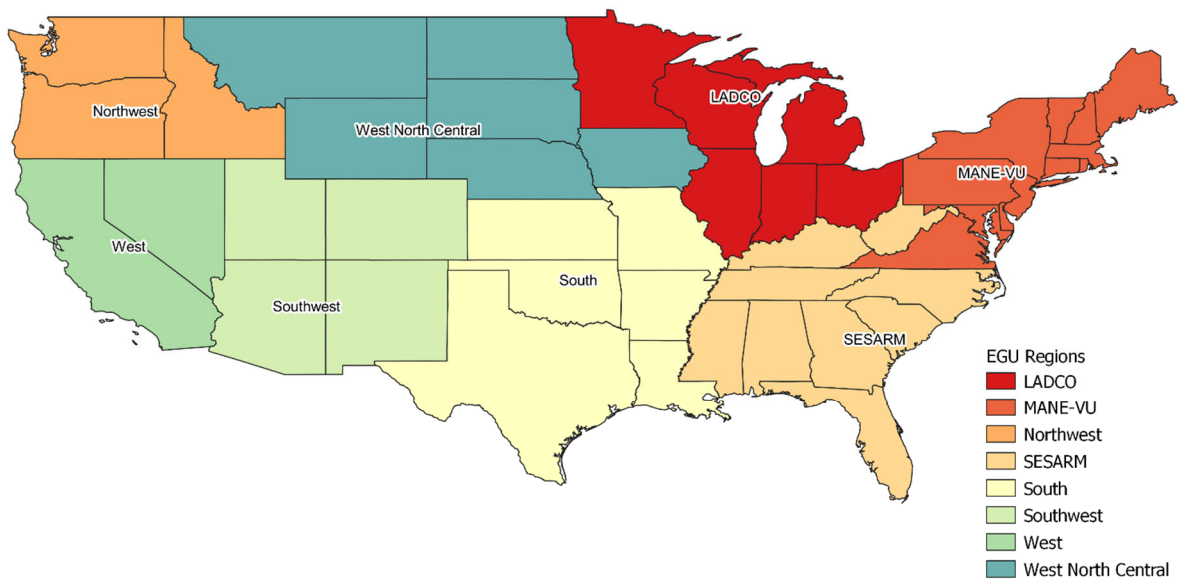 LADCO
Northwest
West North Central
MANE-VU
West
South
Southwest
SESARM
EGU Regions
LADCO
MANE-VU
Northwest
SESARM
South
Southwest
West
West North Central